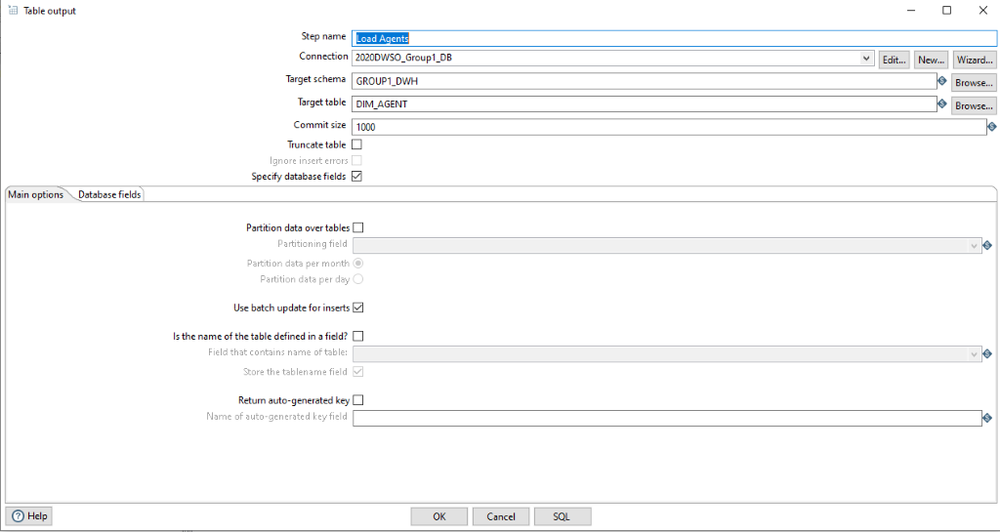 Table output
Step name Load Agents
Connection 2020DWSO_Group1_DB Edit... New... Wizard...
Target schema GROUP1_DWH Browse...
Target table DIM_AGENT Browse...
Commit size 1000
Truncate table
Ignore insert errors
Specify database fields
Main options Database fields
Partition data over tables
Partitioning field
Partition data per month
Partition data per day
Use batch update for inserts
Is the name of the table defined in a field?
Field that contains name of table:
Store the tablename field
Return auto-generated key
Name of auto-generated key field
Help OK Cancel SQL